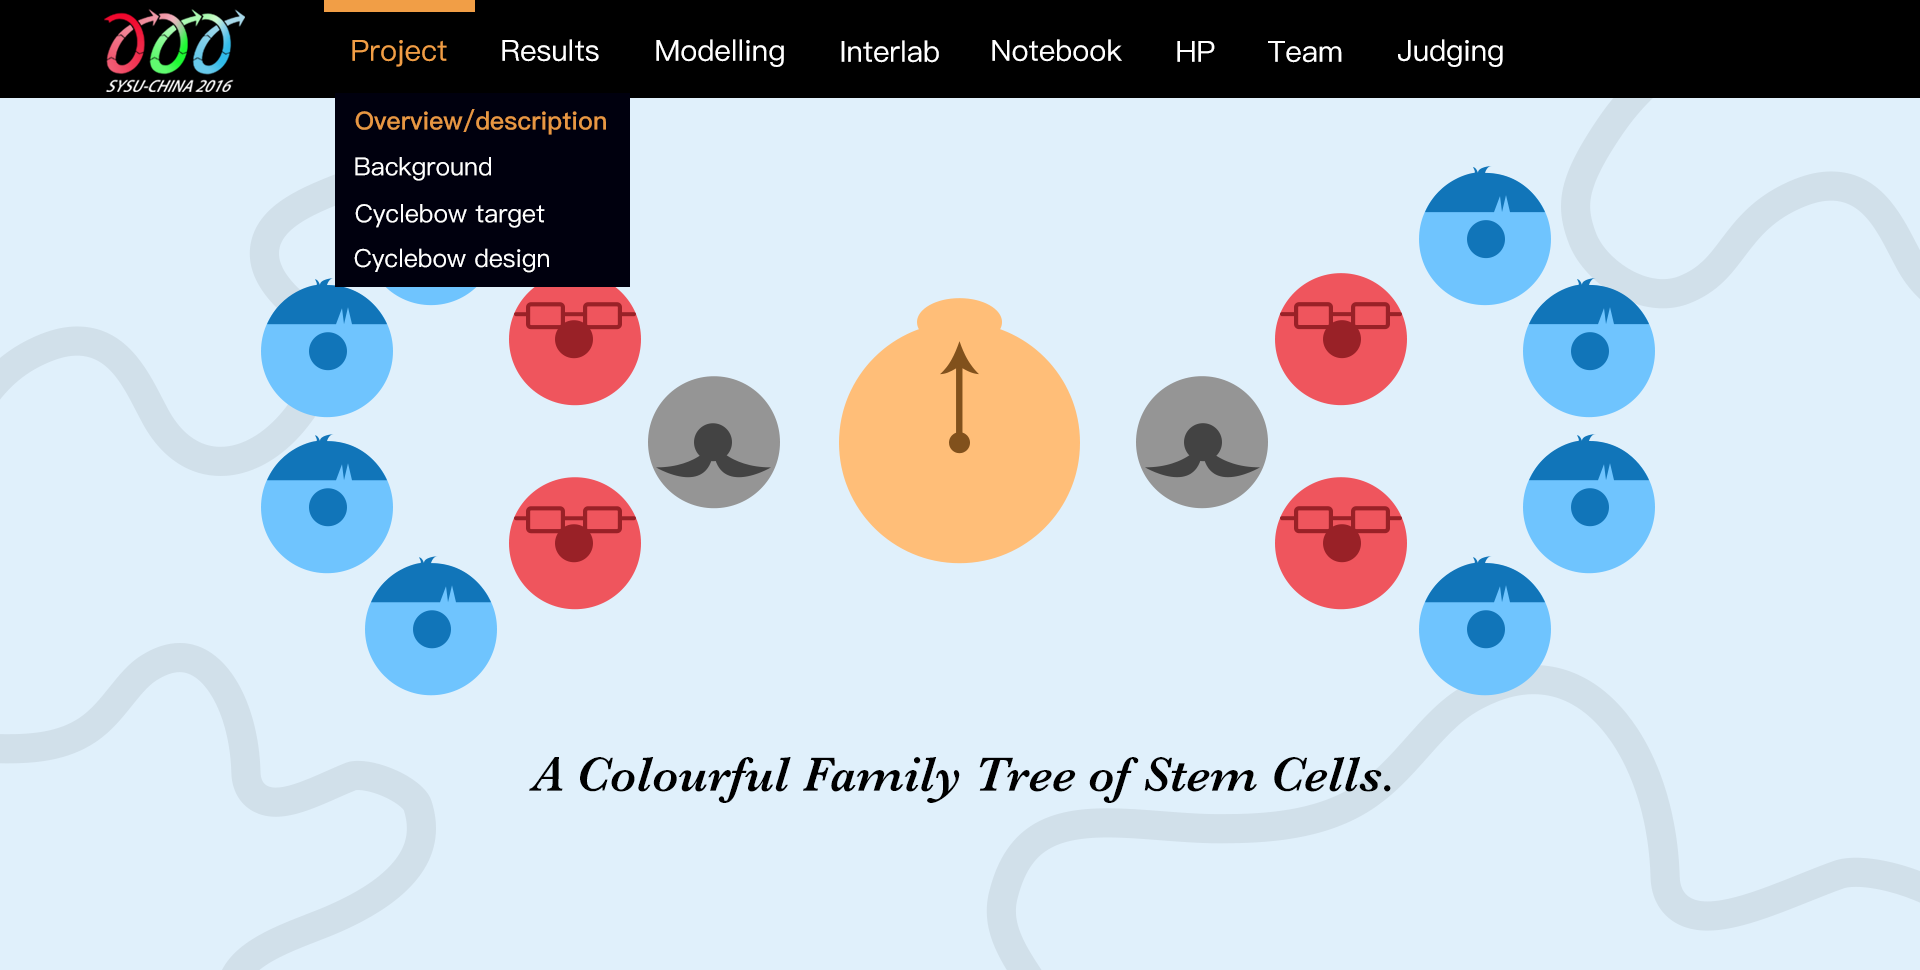 SYSU-CHINA 2016
Project Results Modelling Interlab Notebook HP Team Judging
Overview/description
Background
Cyclebow target
Cyclebow design
A Colourful Family Tree of Stem Cells.